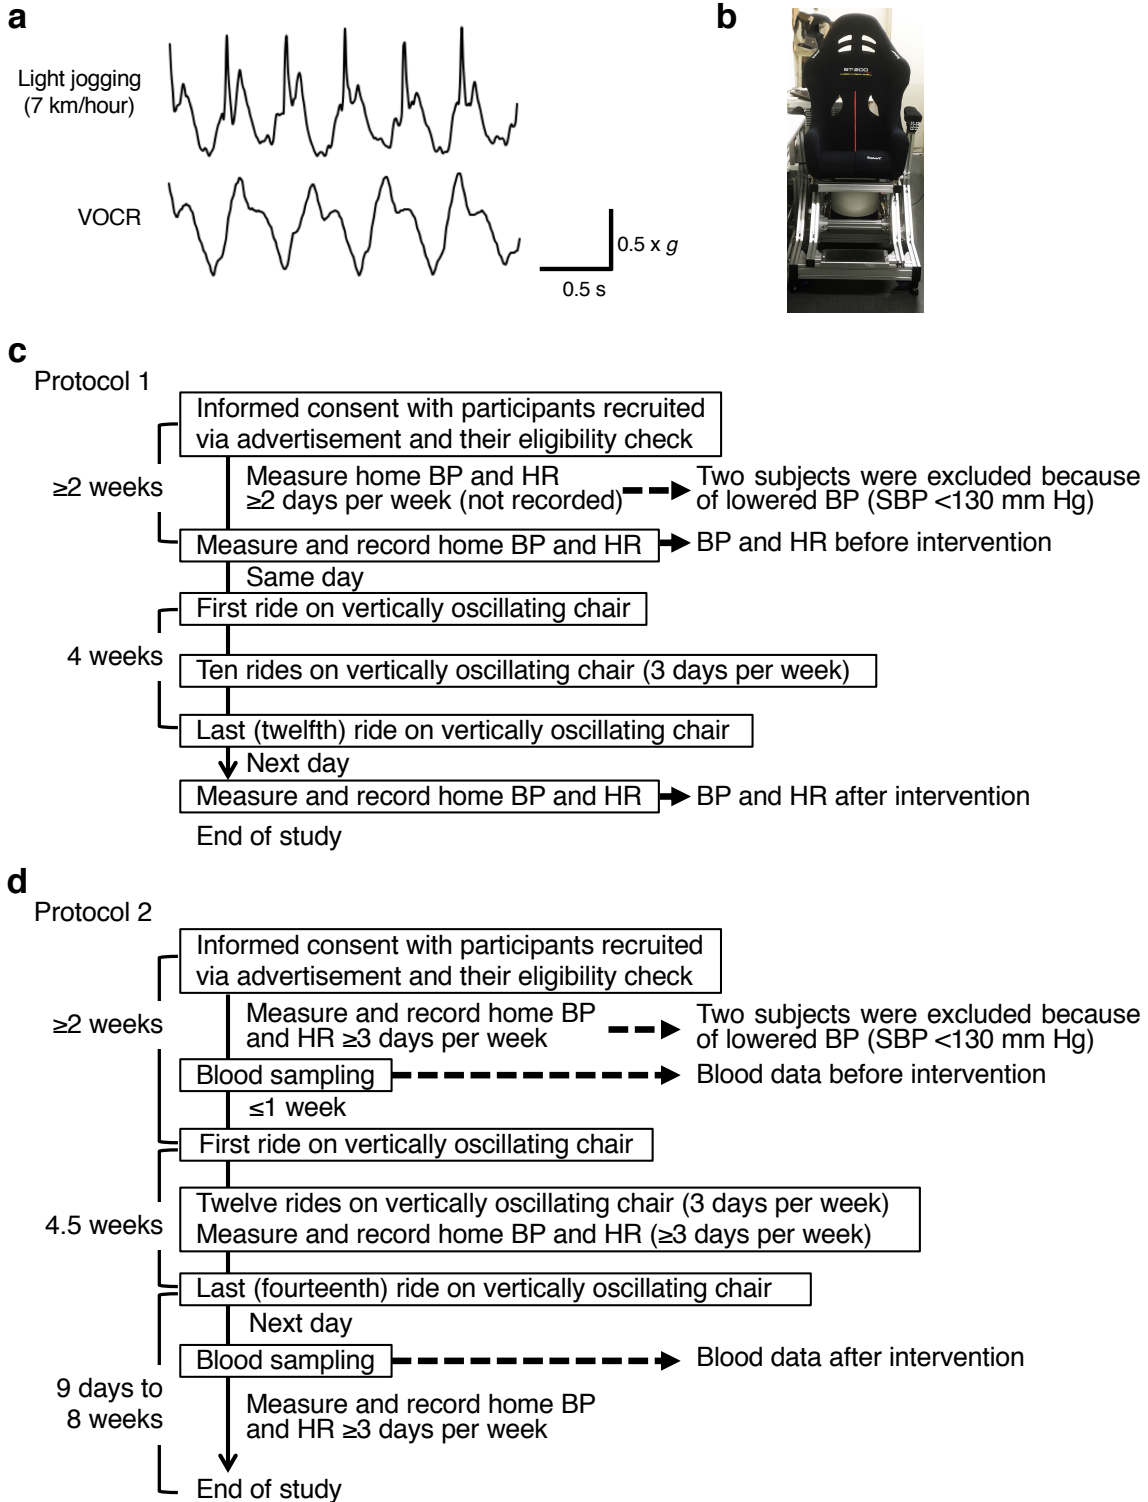 a
Light jogging
(7 km/hour)
VOCR
0.5 x g
0.5 s
b
c
Protocol 1
Informed consent with participants recruited
via advertisement and their eligibility check
≥2 weeks
Measure home BP and HR
≥2 days per week (not recorded)
Two subjects were excluded because
of lowered BP (SBP <130 mm Hg)
Measure and record home BP and HR
BP and HR before intervention
Same day
First ride on vertically oscillating chair
4 weeks
Ten rides on vertically oscillating chair (3 days per week)
Last (twelfth) ride on vertically oscillating chair
Next day
Measure and record home BP and HR
BP and HR after intervention
End of study
d
Protocol 2
Informed consent with participants recruited
via advertisement and their eligibility check
≥2 weeks
Measure and record home BP
and HR ≥3 days per week
Two subjects were excluded because
of lowered BP (SBP <130 mm Hg)
Blood sampling
Blood data before intervention
≤1 week
First ride on vertically oscillating chair
4.5 weeks
Twelve rides on vertically oscillating chair (3 days per week)
Measure and record home BP and HR (≥3 days per week)
Last (fourteenth) ride on vertically oscillating chair
Next day
Blood sampling
Blood data after intervention
9 days to
8 weeks
Measure and record home BP
and HR ≥3 days per week
End of study